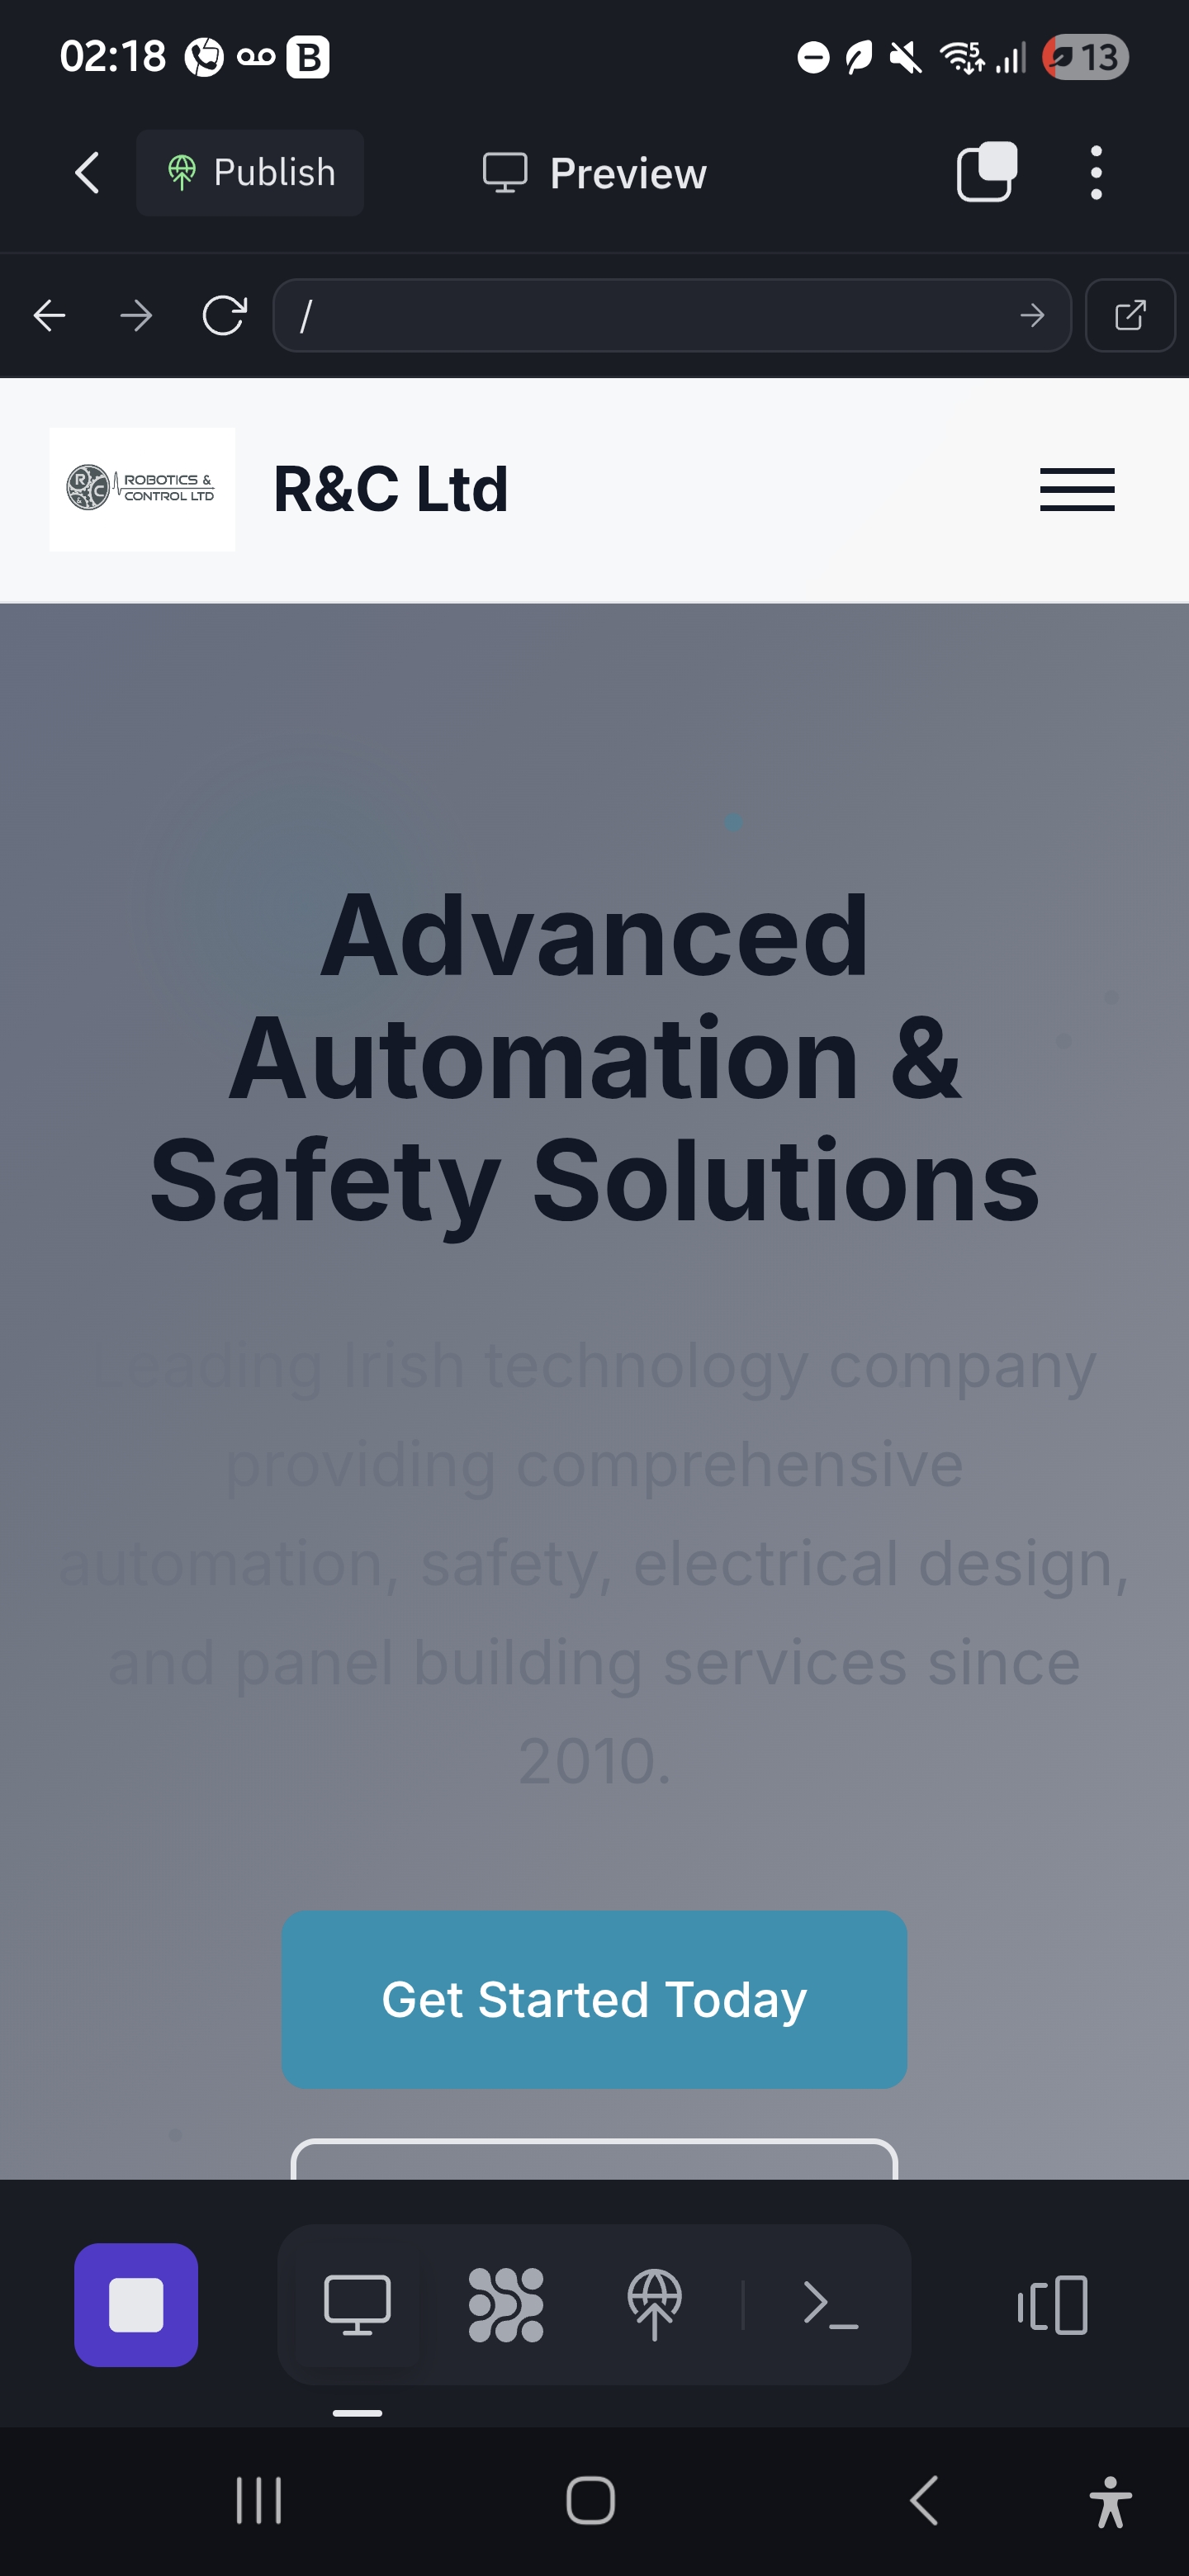 02:18
B
5
13
Publish
Preview
/
R
C
&
ROBOTICS &
CONTROL LTD
R&C Ltd
Advanced
Automation &
Safety Solutions
Leading Irish technology company
providing comprehensive
automation, safety, electrical design,
and panel building services since
2010.
Get Started Today